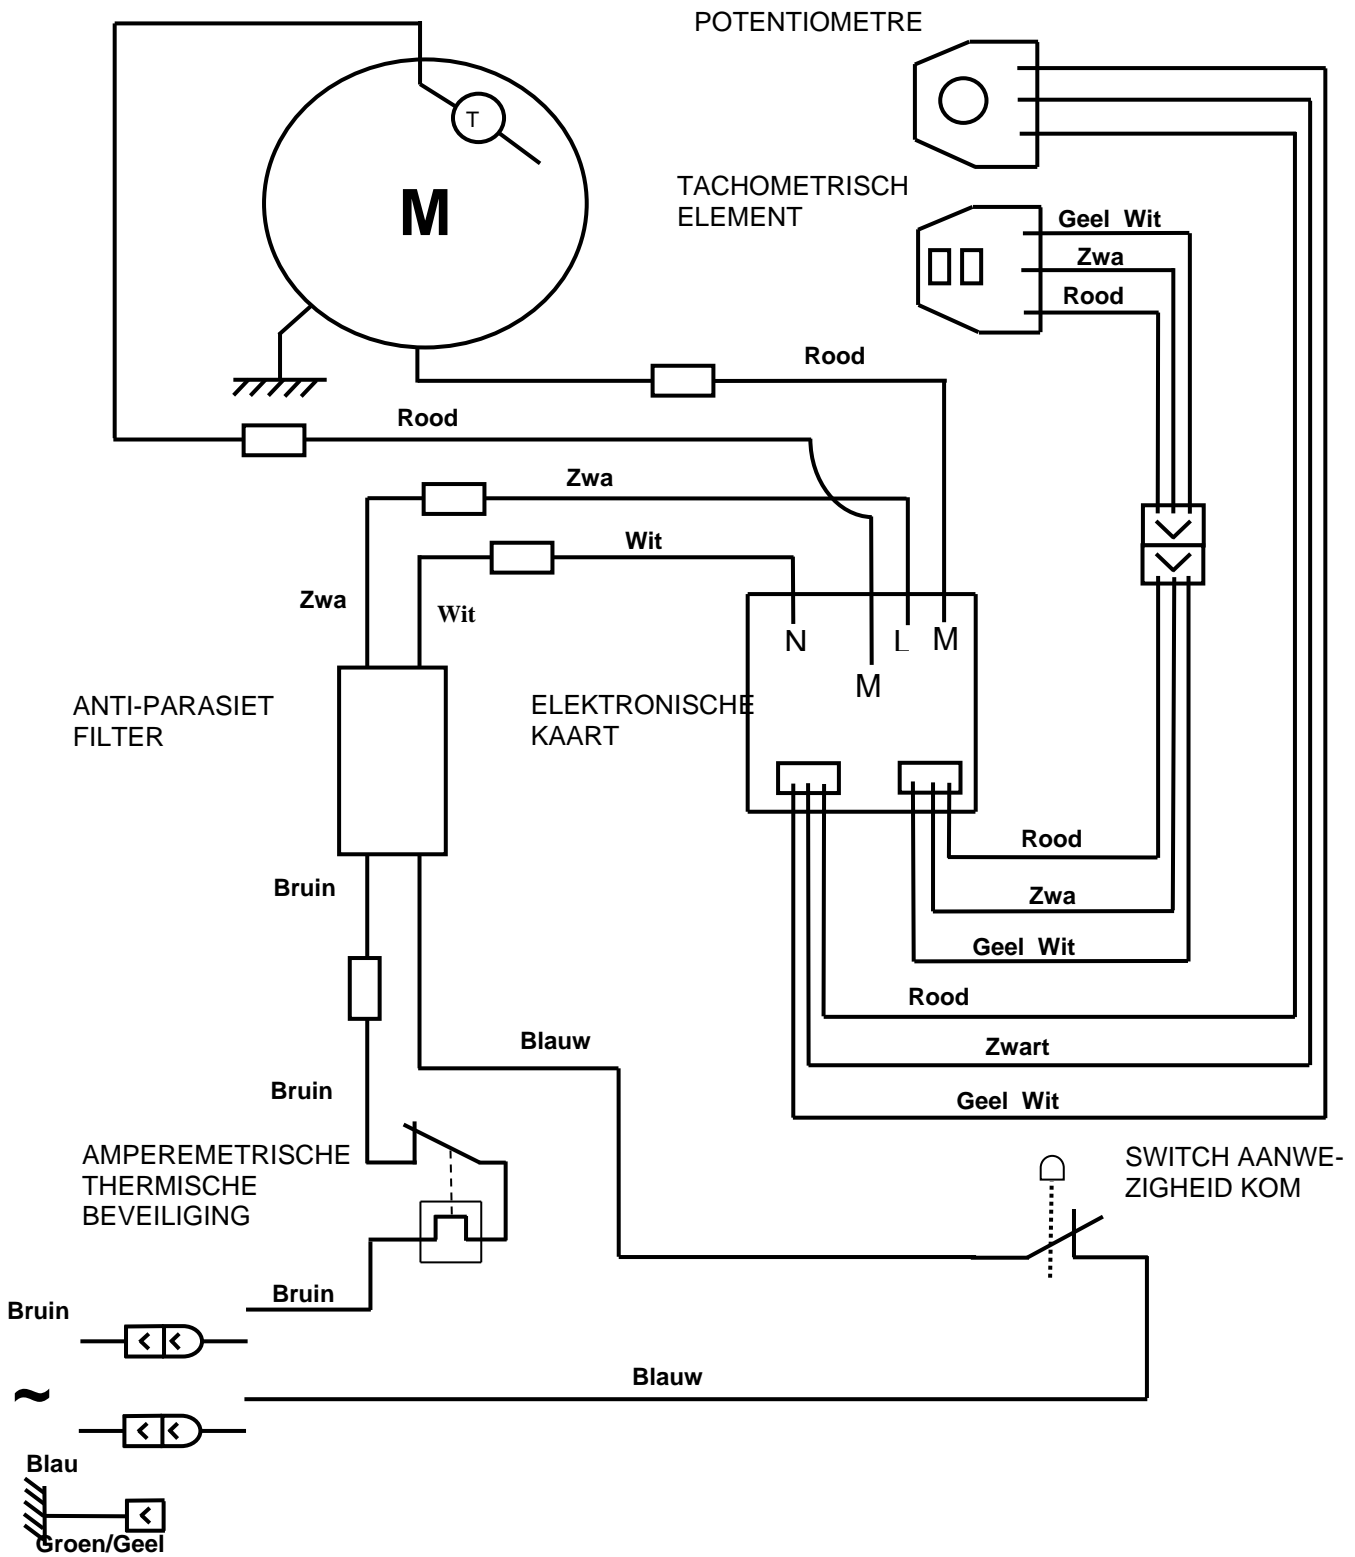 POTENTIOMETRE
T
M
TACHOMETRISCH
ELEMENT
Geel Wit
Zwa
Rood
Rood
Rood
Zwa
Wit
Zwa
Wit
N
L
M
M
ANTI-PARASIET
FILTER
ELEKTRONISCHE
KAART
Rood
Bruin
Zwa
Geel Wit
Rood
Blauw
Zwart
Bruin
Geel Wit
AMPEREMETRISCHE
THERMISCHE
BEVEILIGING
SWITCH AANWE-
ZIGHEID KOM
Bruin
Bruin
~
Blauw
Blau
Groen/Geel